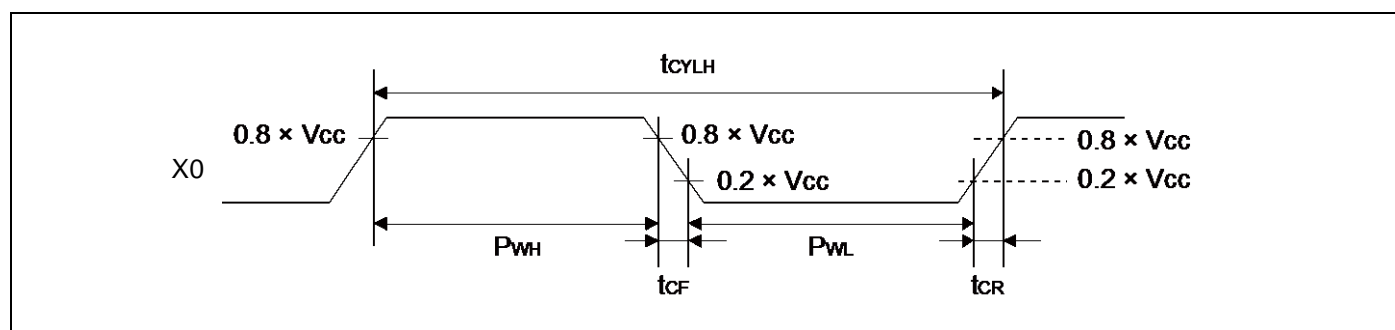 tCYLH
0.8 × VCC
0.8 × VCC
0.8 × VCC
X0
0.2 × VCC
0.2 × VCC
PWH
PWL
tCF
tCR